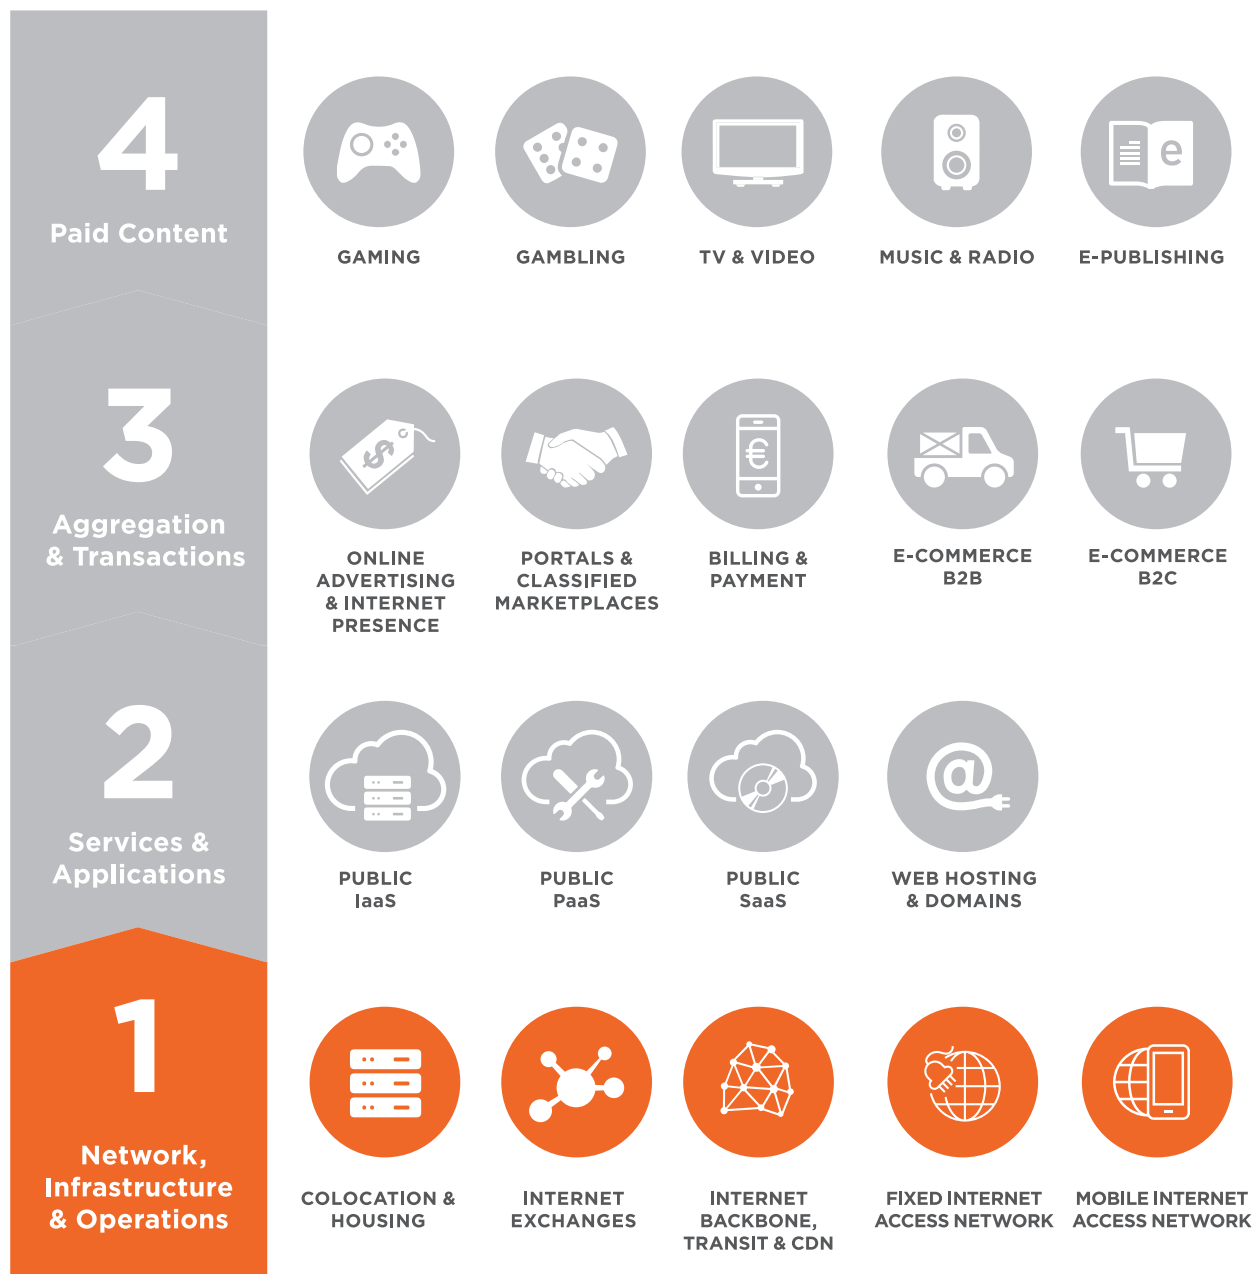 4
Paid Content
GAMING
GAMBLING
TV & VIDEO
MUSIC & RADIO
e
E-PUBLISHING
3
Aggregation
& Transactions
$
ONLINE
ADVERTISING
& INTERNET
PRESENCE
PORTALS &
CLASSIFIED
MARKETPLACES
€
BILLING &
PAYMENT
E-COMMERCE
B2B
E-COMMERCE
B2C
2
Services &
Applications
PUBLIC
IaaS
PUBLIC
PaaS
PUBLIC
SaaS
@
WEB HOSTING
& DOMAINS
1
Network,
Infrastructure
& Operations
COLOCATION &
HOUSING
INTERNET
EXCHANGES
INTERNET
BACKBONE,
TRANSIT & CDN
FIXED INTERNET
ACCESS NETWORK
MOBILE INTERNET
ACCESS NETWORK